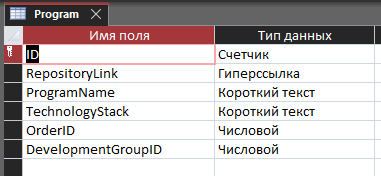 Program
Имя поля Тип данных
ID Счетчик
RepositoryLink Гиперссылка
ProgramName Короткий текст
TechnologyStack Короткий текст
OrderID Числовой
DevelopmentGroupID Числовой